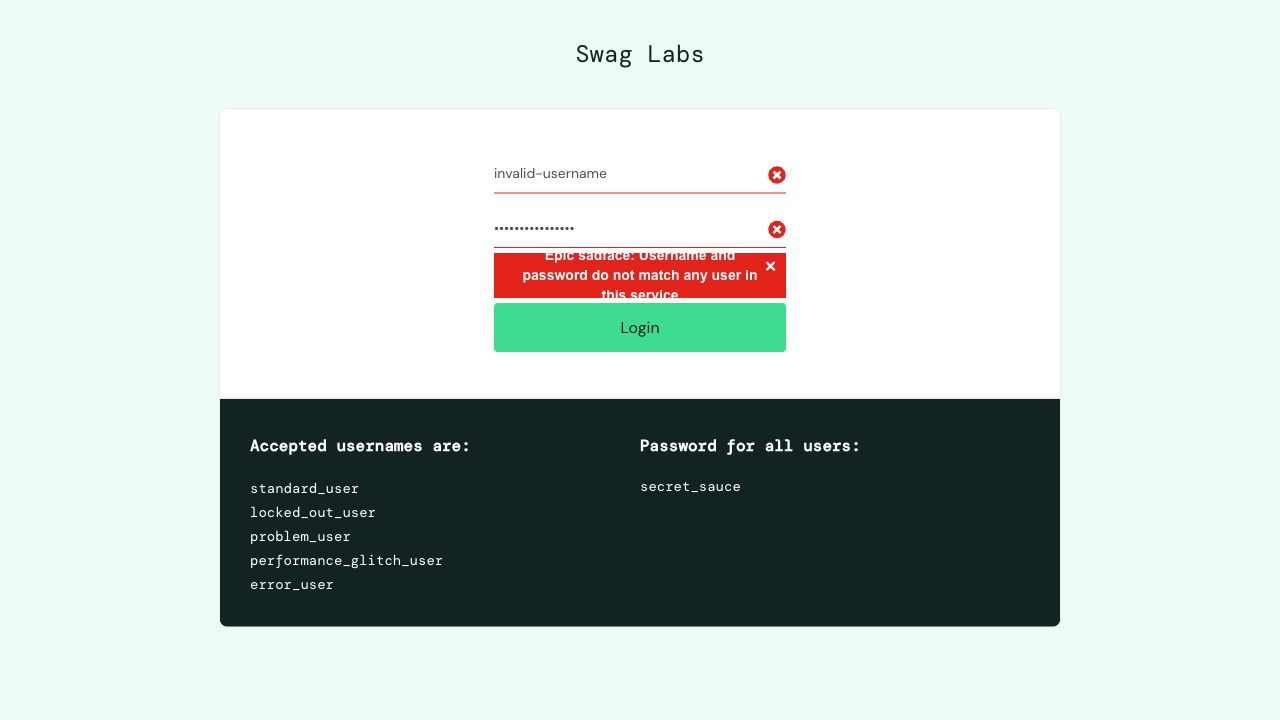 Swag Labs
invalid-username
••••••••••••••••
Epic sadface: Username and
password do not match any user in
this service
Login
Accepted usernames are:
Password for all users:
standard_user
locked_out_user
problem_user
performance_glitch_user
error_user
secret_sauce